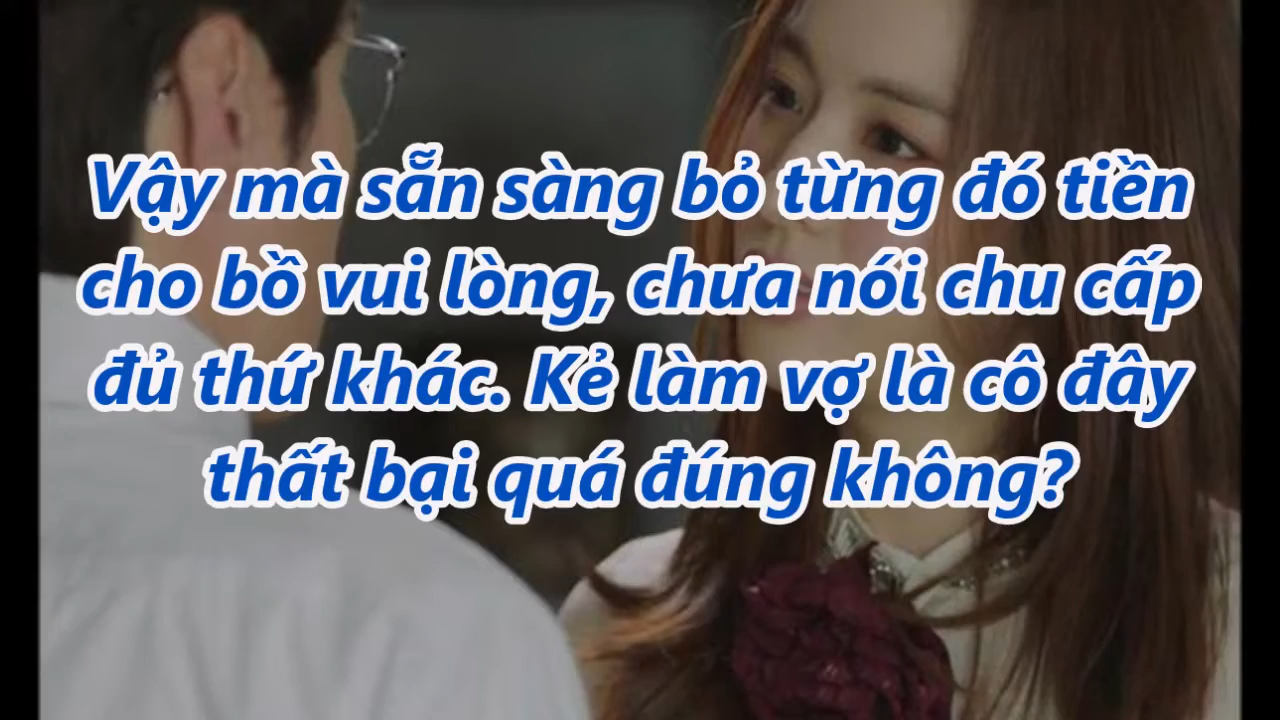 Vậy mà sẵn sàng bỏ từng đó tiền
cho bồ vui lòng, chưa nói chu cấp
đủ thứ khác. Kẻ làm vợ là cô đây
thất bại quá đúng không?